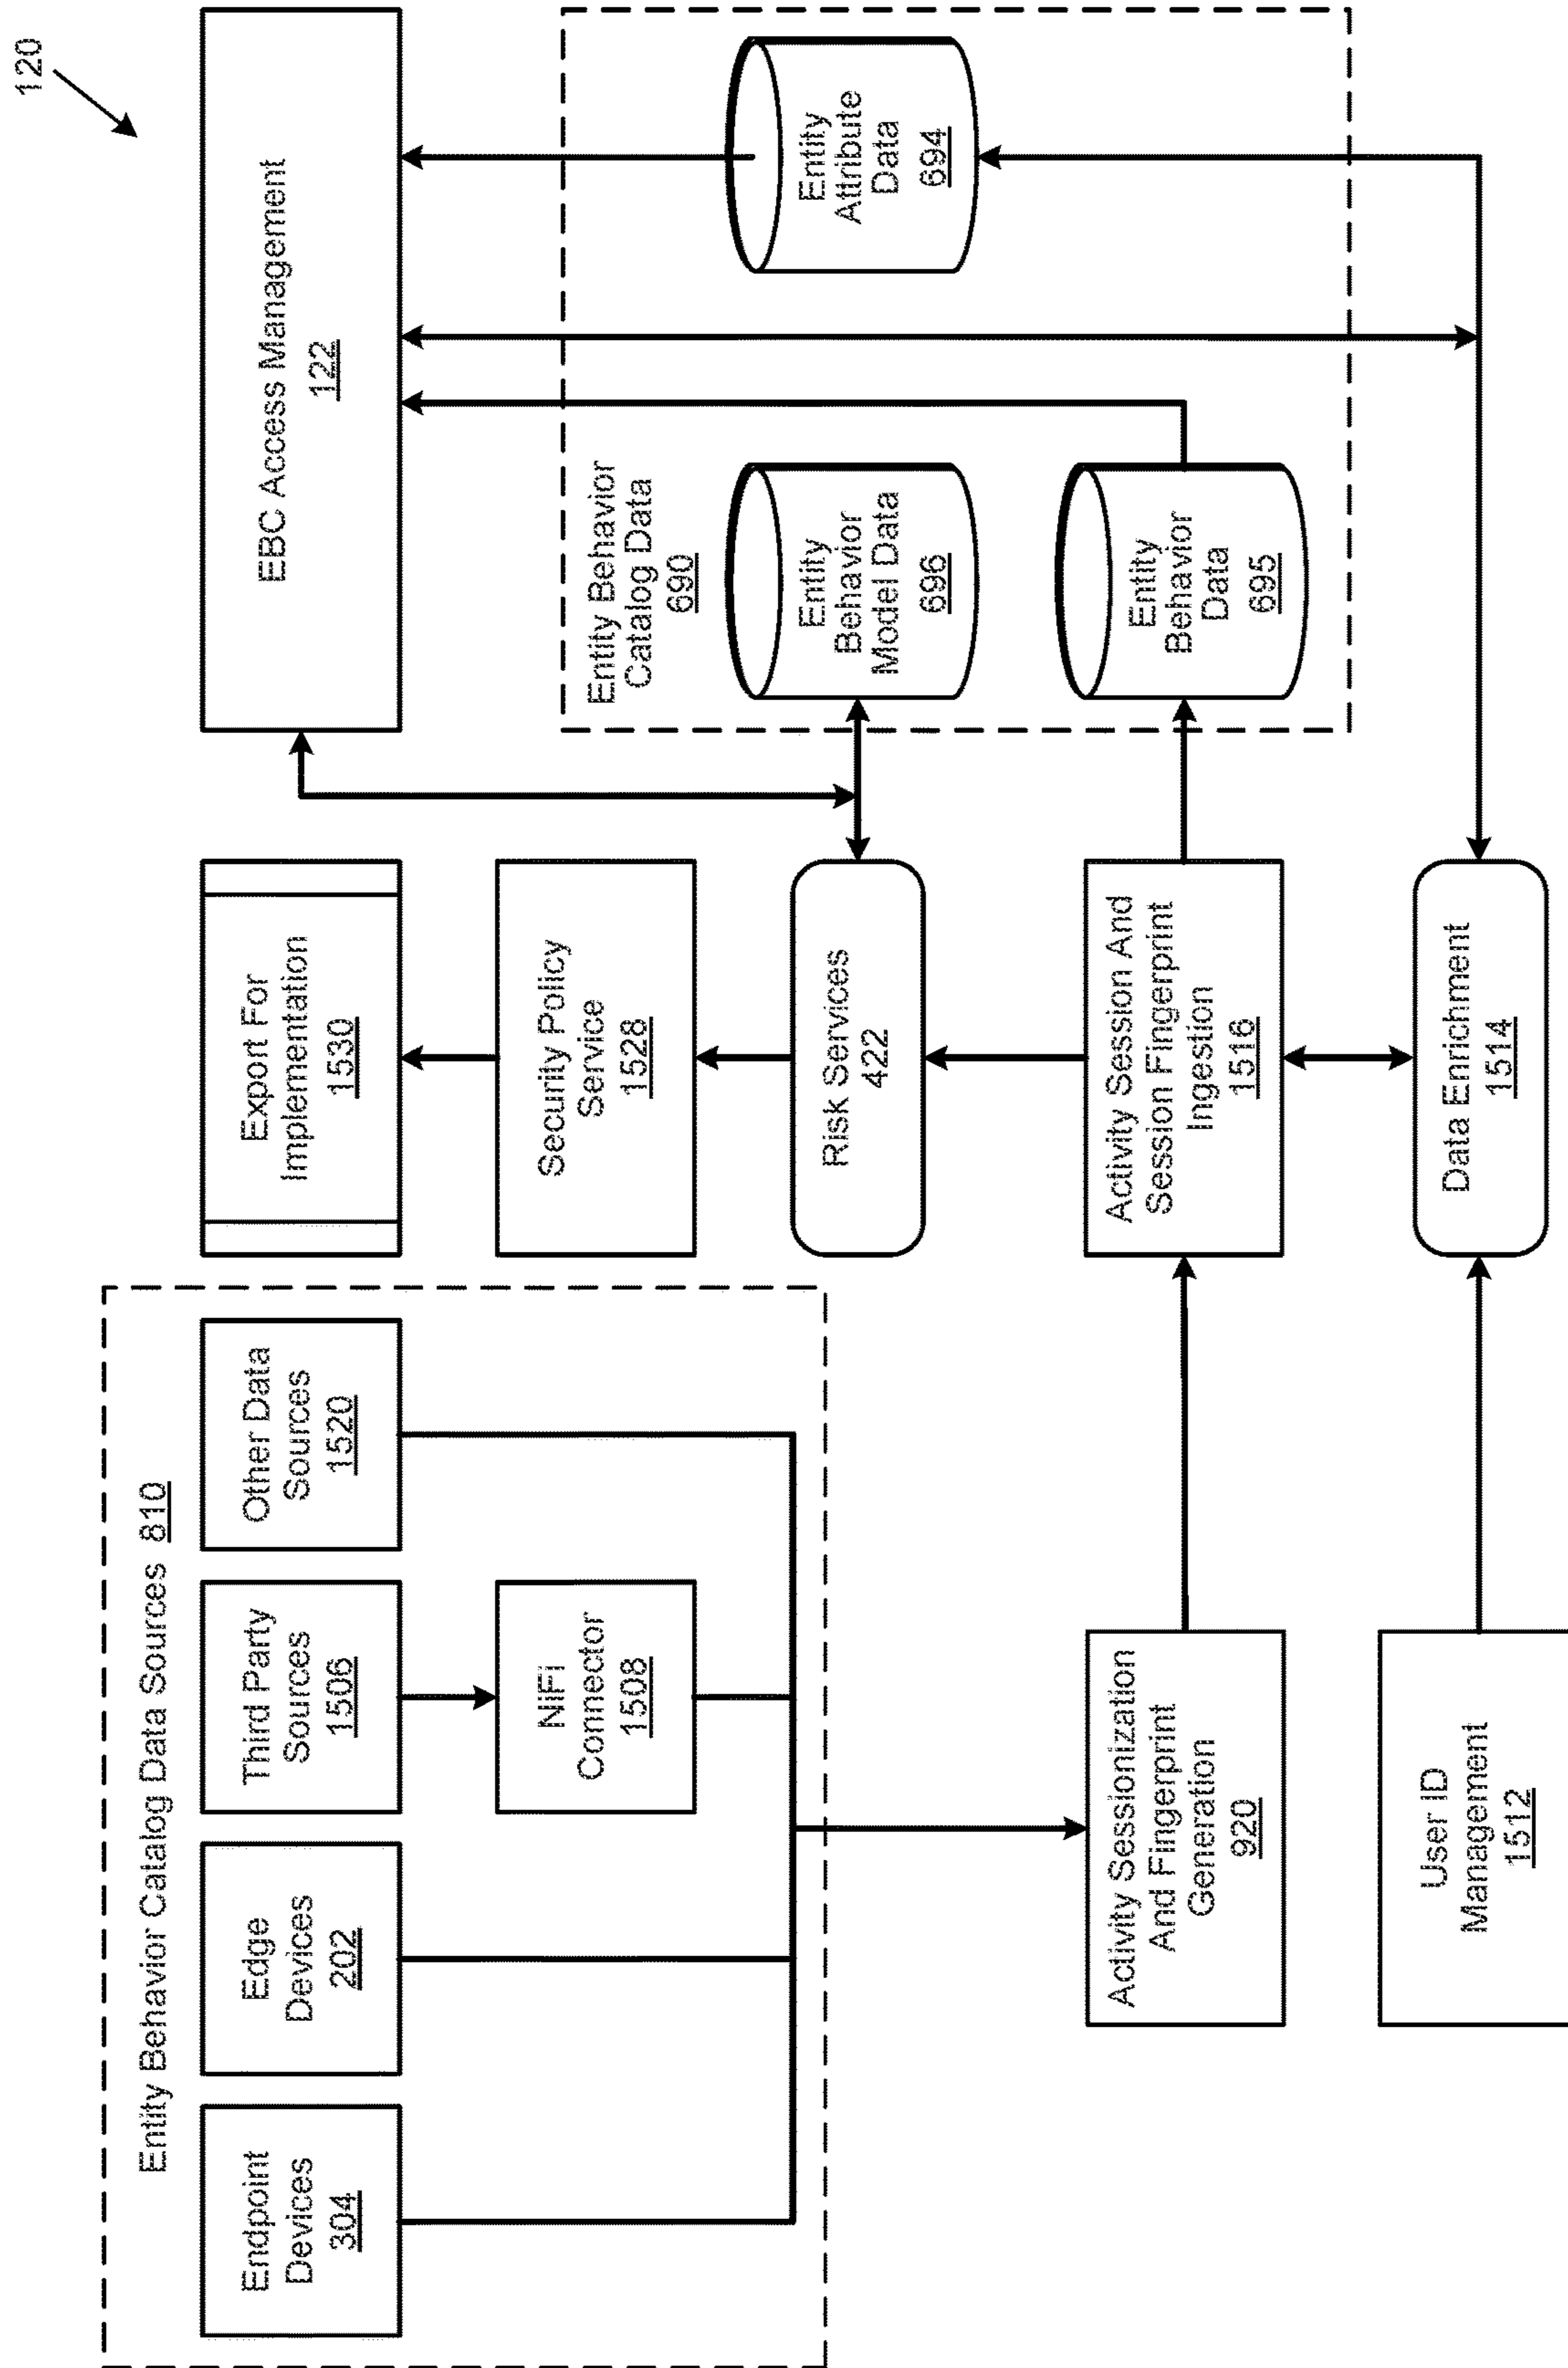 120
Entity Behavior Catalog Data Sources 810
Endpoint
Devices
304
Edge
Devices
202
Third Party
Sources
1506
Other Data
Sources
1520
NiFi
Connector
1508
Export For
Implementation
1530
Security Policy
Service
1528
Risk Services
422
EBC Access Management
122
Entity Behavior
Catalog Data
690
Entity
Behavior
Model Data
696
Entity
Attribute
Data
694
Entity
Behavior
Data
695
Activity Sessionization
And Fingerprint
Generation
920
Activity Session And
Session Fingerprint
Ingestion
1516
User ID
Management
1512
Data Enrichment
1514